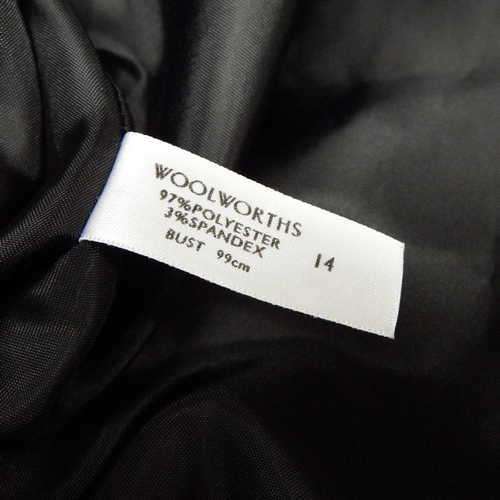 WOOLWORTHS
97%POLYESTER
3%SPANDEX
BUST 99cm
14